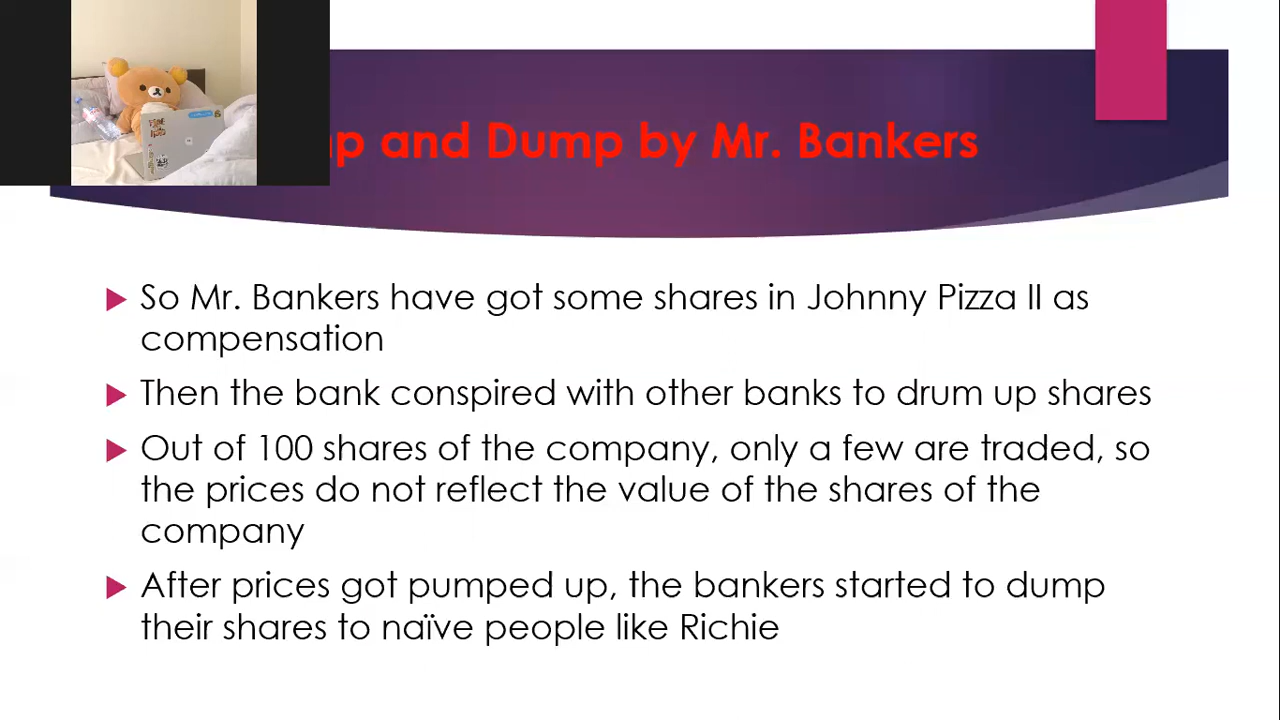 and Dump by Mr. Bankers
So Mr. Bankers have got some shares in Johnny Pizza II as
compensation
Then the bank conspired with other banks to drum up shares
Out of 100 shares of the company, only a few are traded, so
the prices do not reflect the value of the shares of the
company
After prices got pumped up, the bankers started to dump
their shares to naïve people like Richie